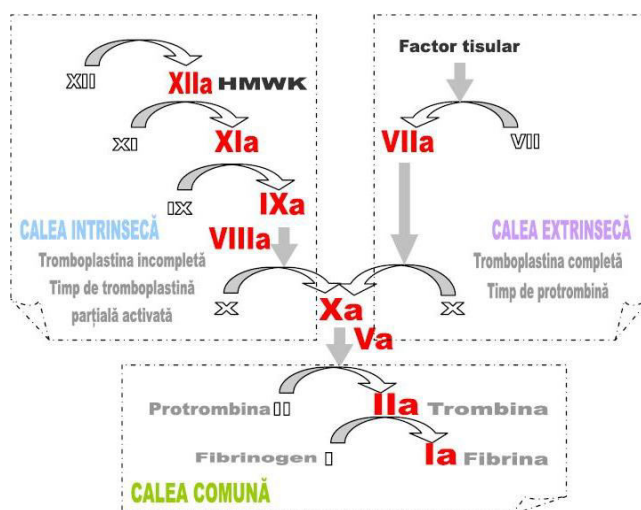 XII
XIIa HMWK
XI
XIa
IX
IXa
VIIIa
CALEA INTRINSECĂ
Tromboplastina incompletă
Timp de tromboplastină
parțială activată
X
Factor tisular
VIIa
VII
CALEA EXTRINSECĂ
Tromboplastina completă
Timp de protrombină
X
Xa
Va
Protrombina II
IIa Trombina
Fibrinogen I
Ia Fibrina
CALEA COMUNĂ